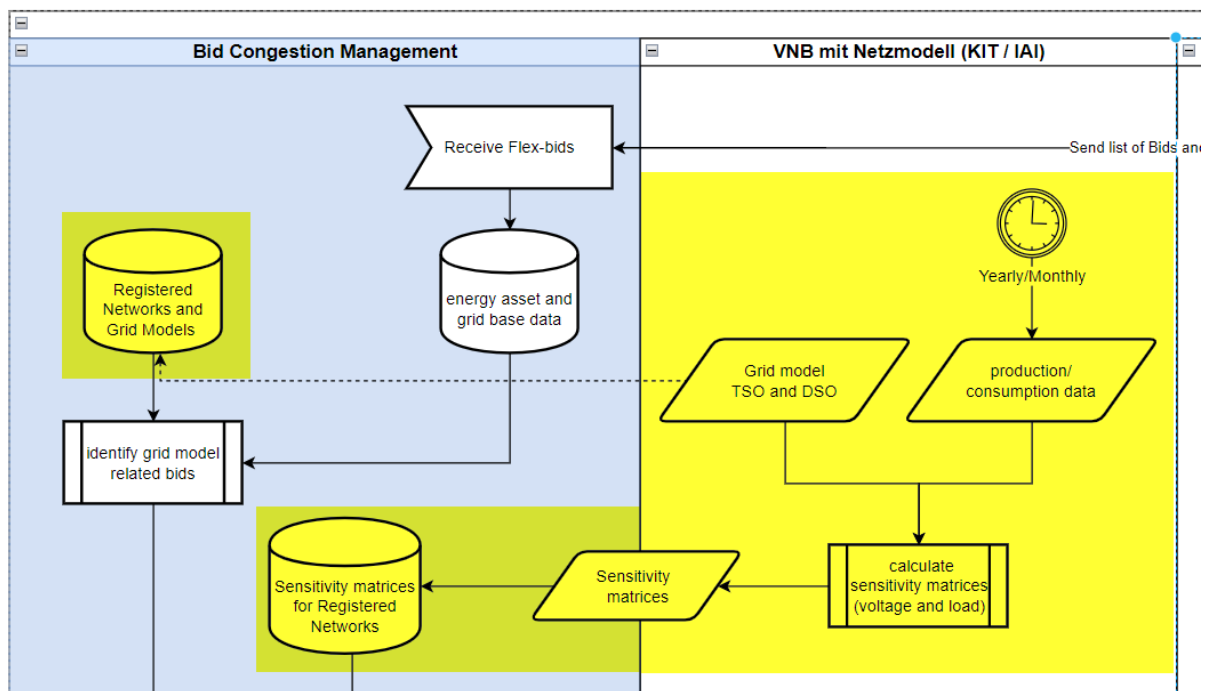 Bid Congestion Management
VNB mit Netzmodell (KIT / IAI)
Receive Flex-bids
Send list of Bids and
Registered
Networks and
Grid Models
energy asset and
grid base data
Yearly/Monthly
Grid model
TSO and DSO
production/
consumption data
identify grid model
related bids
Sensitivity matrices
for Registered
Networks
Sensitivity
matrices
calculate
sensitivity matrices
(voltage and load)